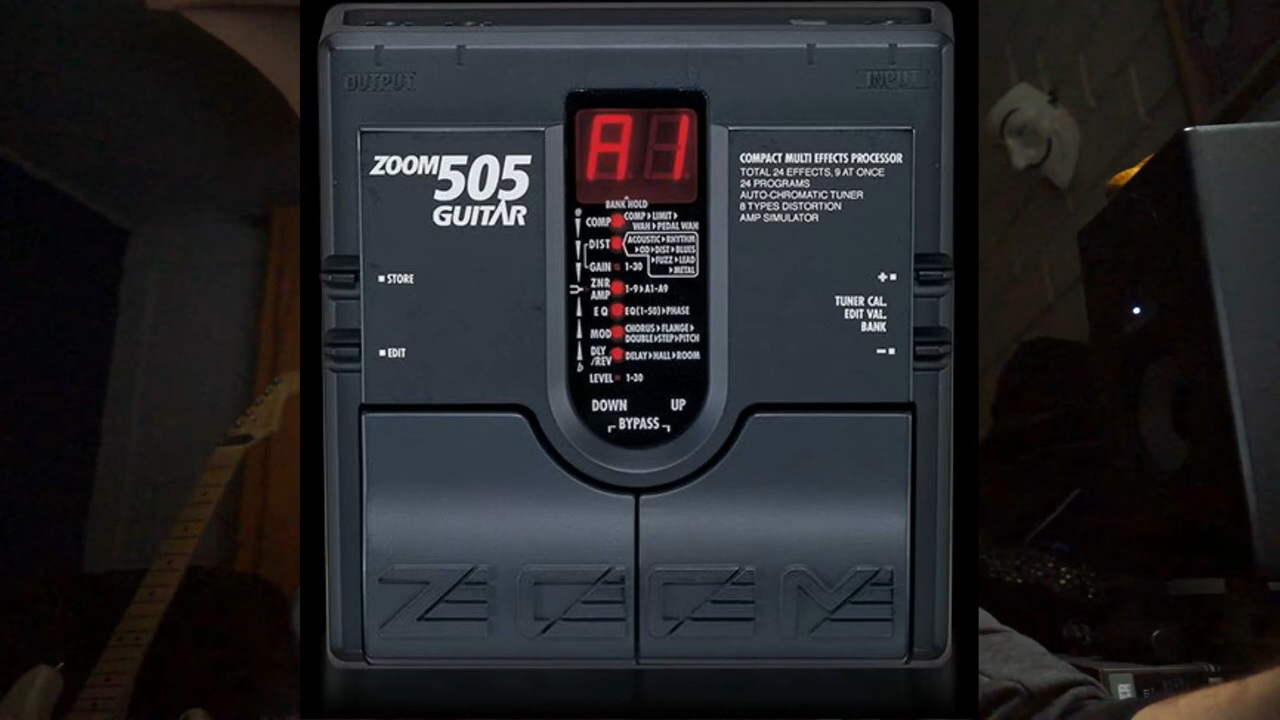 OUTPUT
INPUT
A1
ZOOM 505
GUITAR
COMPACT MULTI EFFECTS PROCESSOR
TOTAL 24 EFFECTS, 9 AT ONCE
24 PROGRAMS
AUTO-CHROMATIC TUNER
8 TYPES DISTORTION
AMP SIMULATOR
BANK HOLD
COMP COMP▸LIMIT▸
WAH▸PEDAL WAH
DIST ACOUSTIC▸RHYTHM
▸OD▸DIST▸BLUES
▸FUZZ▸LEAD
▸METAL
GAIN 1-30
ZNR
AMP 1-9▸A1-A9
EQ EQ(1-50)▸PHASE
MOD CHORUS▸FLANGE▸
DOUBLE▸STEP▸PITCH
DLY
/REV DELAY▸HALL▸ROOM
LEVEL 1-30
STORE
EDIT
+
TUNER CAL.
EDIT VAL.
BANK
−
DOWN UP
BYPASS
ZOOM